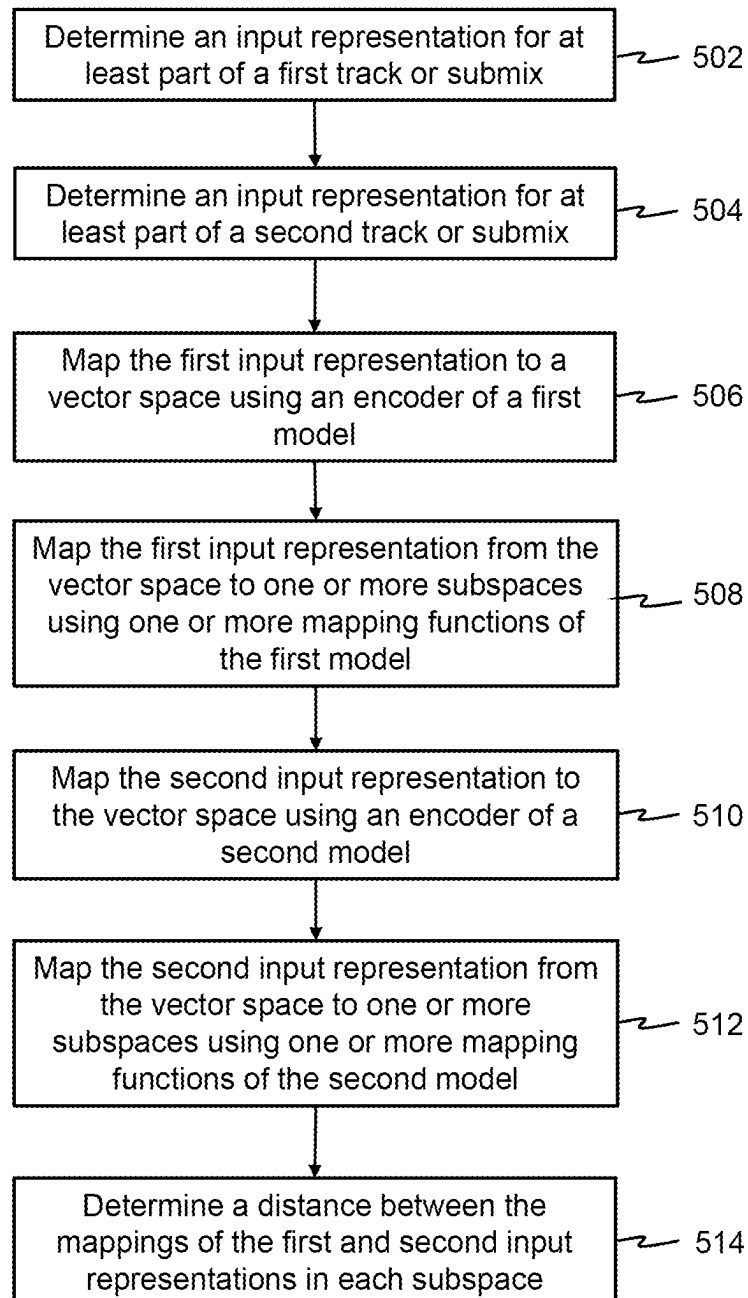 Determine an input representation for at
least part of a first track or submix
502
Determine an input representation for at
least part of a second track or submix
504
Map the first input representation to a
vector space using an encoder of a first
model
506
Map the first input representation from the
vector space to one or more subspaces
using one or more mapping functions of
the first model
508
Map the second input representation to
the vector space using an encoder of a
second model
510
Map the second input representation from
the vector space to one or more
subspaces using one or more mapping
functions of the second model
512
Determine a distance between the
mappings of the first and second input
representations in each subspace
514